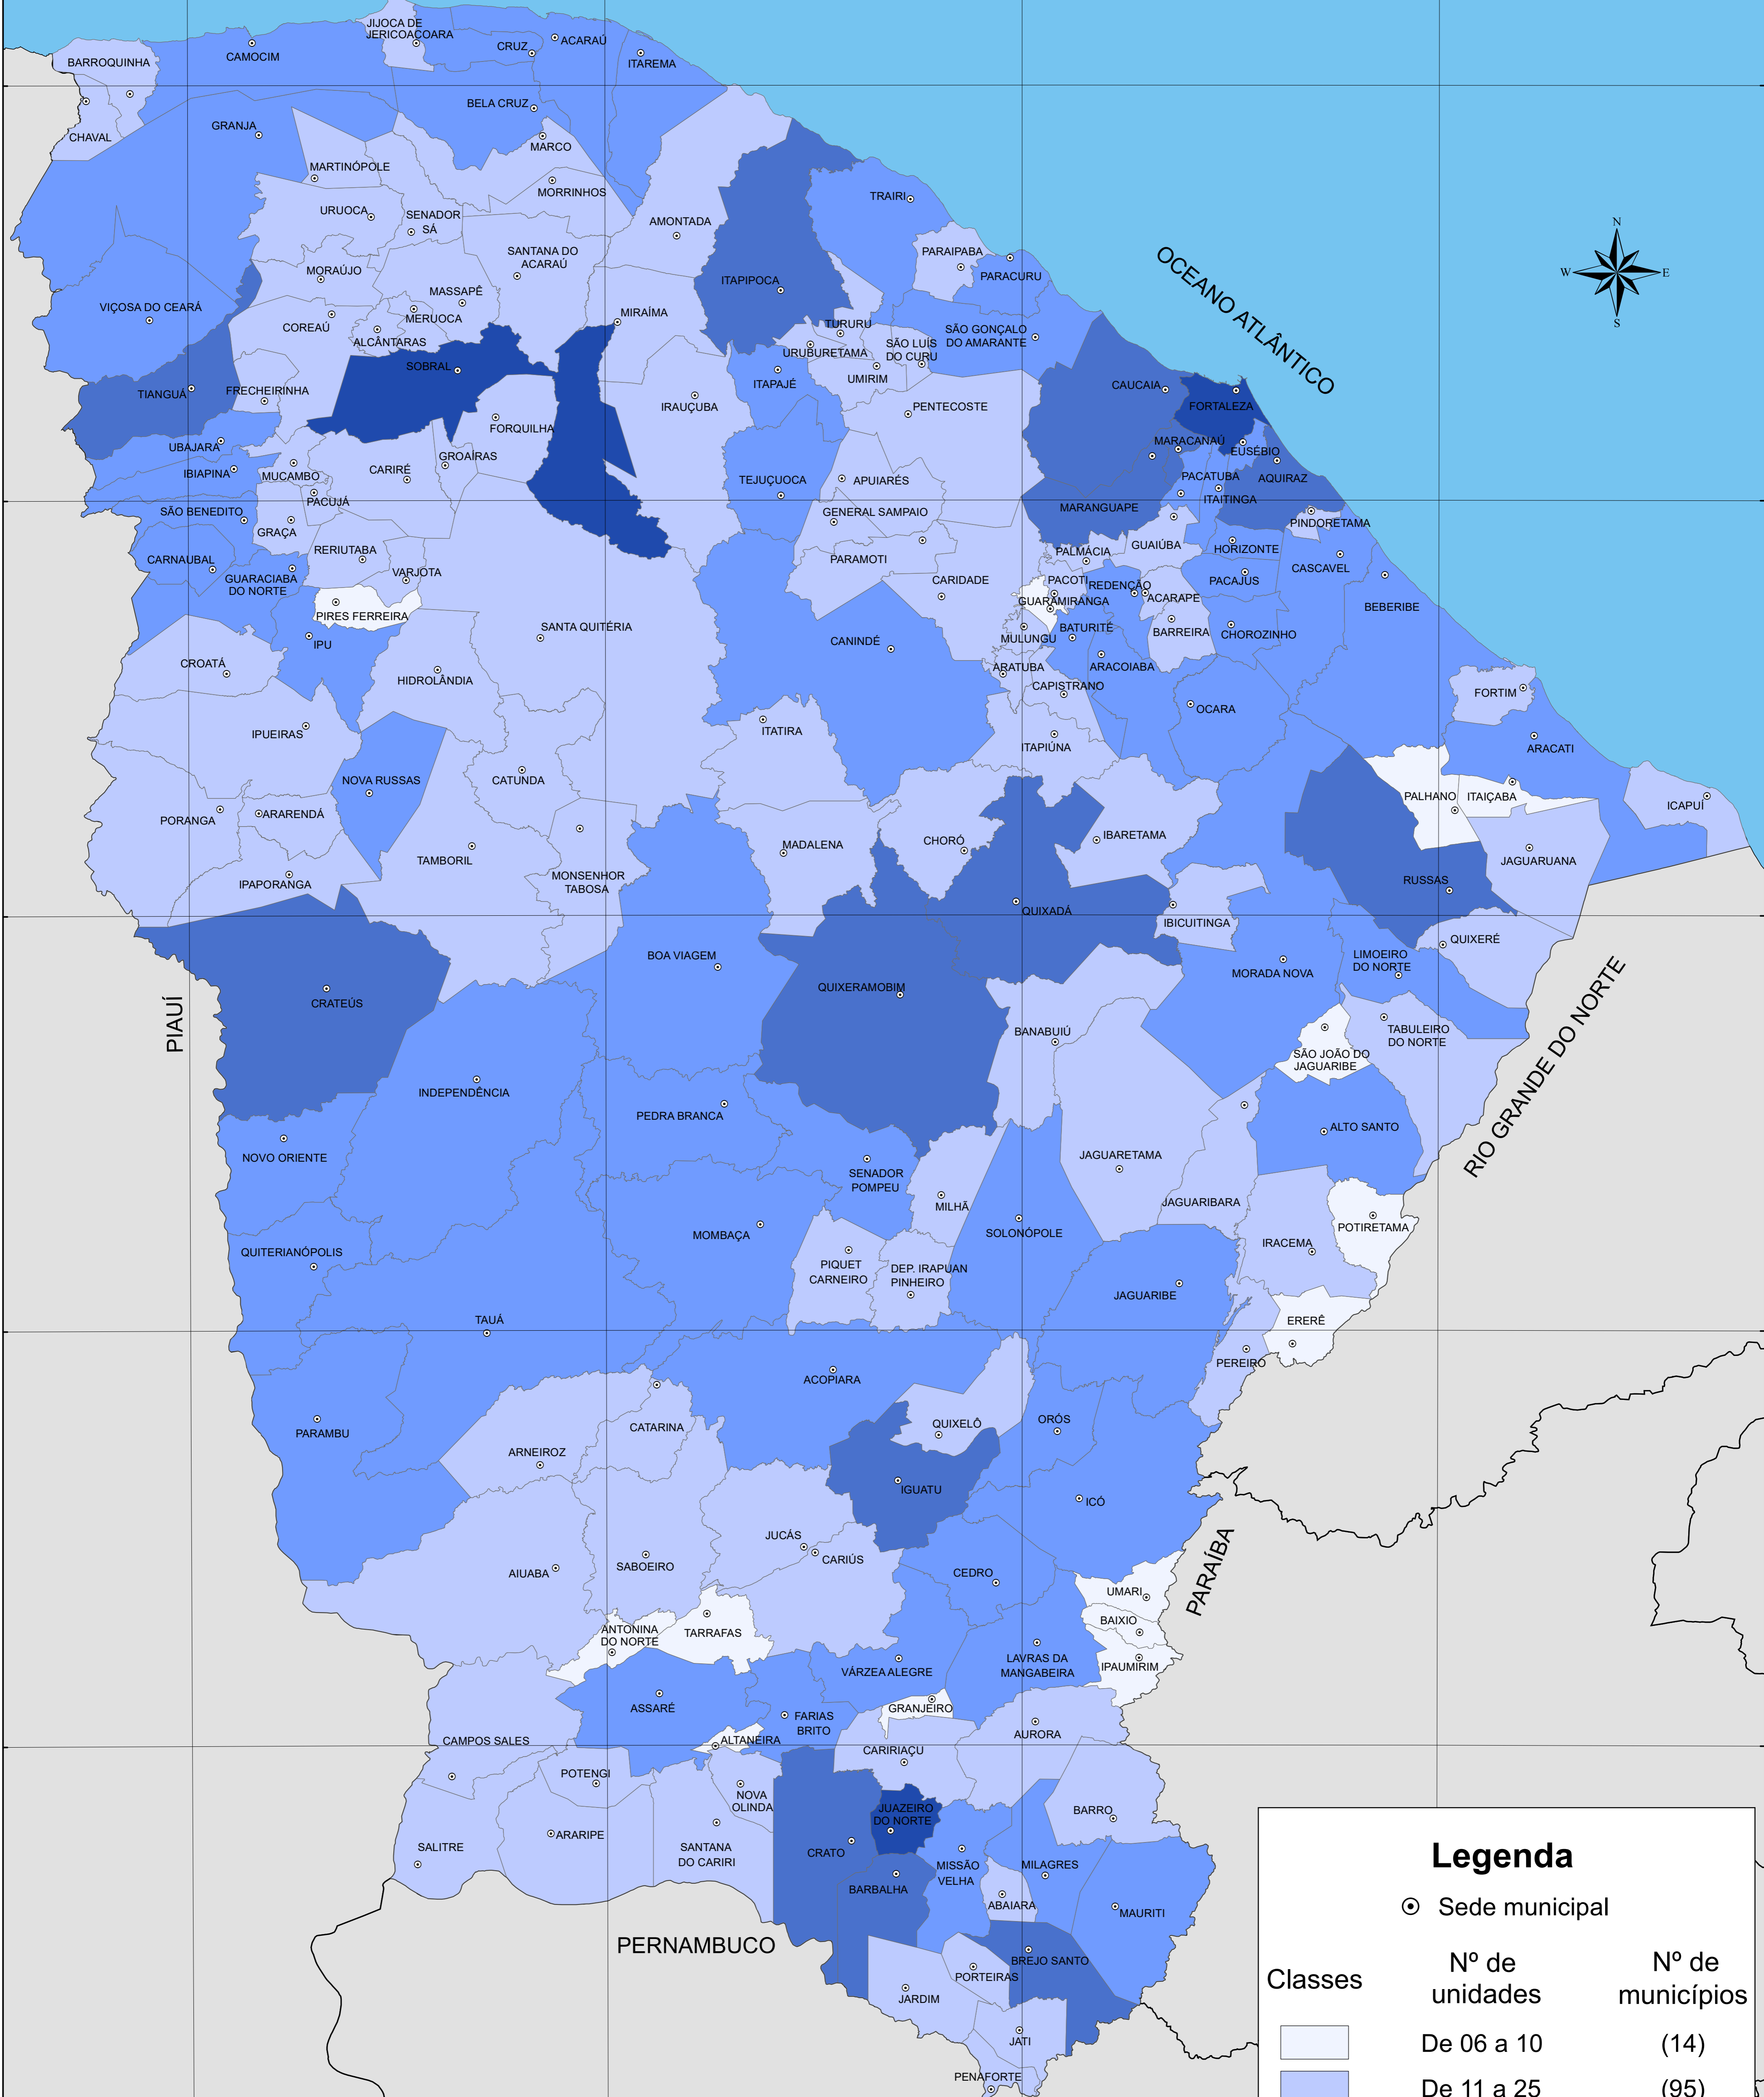 JIJOCA DE
JERICOACOARA
CRUZ
ACARAÚ
BARROQUINHA
CAMOCIM
ITAREMA
BELA CRUZ
CHAVAL
GRANJA
MARCO
MARTINÓPOLE
MORRINHOS
TRAIRI
URUOCA
SENADOR
SÁ
AMONTADA
N
W
E
S
SANTANA DO
ACARAÚ
PARAIPABA
PARACURU
OCEANO ATLÂNTICO
MORAÚJO
MASSAPÊ
ITAPIPOCA
VIÇOSA DO CEARÁ
MERUOCA
MIRAÍMA
COREAÚ
ALCÂNTARAS
TURURU
URUBURETAMA
SÃO LUÍS
DO CURU
SÃO GONÇALO
DO AMARANTE
SOBRAL
UMIRIM
ITAPAJÉ
TIANGUÁ
FRECHEIRINHA
CAUCAIA
IRAUÇUBA
PENTECOSTE
FORTALEZA
FORQUILHA
UBAJARA
MARACANAÚ
EUSÉBIO
GROAÍRAS
IBIAPINA
MUCAMBO
CARIRÉ
TEJUÇUOCA
APUIARÉS
PACATUBA
AQUIRAZ
PACUJÁ
ITAITINGA
SÃO BENEDITO
MARANGUAPE
GENERAL SAMPAIO
PINDORETAMA
GRAÇA
RERIUTABA
PALMÁCIA
GUAIÚBA
HORIZONTE
CARNAUBAL
PARAMOTI
CASCAVEL
VARJOTA
GUARACIABA
DO NORTE
CARIDADE
PACOTI
REDENÇÃO
PACAJUS
GUARAMIRANGA
ACARAPE
BEBERIBE
PIRES FERREIRA
SANTA QUITÉRIA
BATURITÉ
MULUNGU
BARREIRA
CHOROZINHO
IPU
CANINDÉ
CROATÁ
ARATUBA
ARACOIABA
HIDROLÂNDIA
CAPISTRANO
FORTIM
OCARA
IPUEIRAS
ITATIRA
ITAPIÚNA
ARACATI
NOVA RUSSAS
CATUNDA
PALHANO
ITAIÇABA
ICAPUÍ
PORANGA
ARARENDÁ
IBARETAMA
MADALENA
CHORÓ
TAMBORIL
JAGUARUANA
IPAPORANGA
MONSENHOR
TABOSA
RUSSAS
QUIXADÁ
IBICUITINGA
QUIXERÉ
BOA VIAGEM
LIMOEIRO
DO NORTE
MORADA NOVA
QUIXERAMOBIM
CRATEÚS
PIAUÍ
BANABUIÚ
TABULEIRO
DO NORTE
SÃO JOÃO DO
JAGUARIBE
RIO GRANDE DO NORTE
INDEPENDÊNCIA
PEDRA BRANCA
ALTO SANTO
NOVO ORIENTE
JAGUARETAMA
SENADOR
POMPEU
MILHÃ
JAGUARIBARA
POTIRETAMA
MOMBAÇA
SOLONÓPOLE
IRACEMA
QUITERIANÓPOLIS
PIQUET
CARNEIRO
DEP. IRAPUAN
PINHEIRO
JAGUARIBE
TAUÁ
ERERÊ
PEREIRO
ACOPIARA
CATARINA
QUIXELÔ
ORÓS
PARAMBU
ARNEIROZ
IGUATU
ICÓ
JUCÁS
CARIÚS
SABOEIRO
AIUABA
CEDRO
PARAÍBA
UMARI
BAIXIO
ANTONINA
DO NORTE
TARRAFAS
LAVRAS DA
MANGABEIRA
IPAUMIRIM
VÁRZEA ALEGRE
ASSARÉ
GRANJEIRO
FARIAS
BRITO
AURORA
CAMPOS SALES
ALTANEIRA
CARIRIAÇU
POTENGI
NOVA
OLINDA
JUAZEIRO
DO NORTE
BARRO
ARARIPE
SALITRE
SANTANA
DO CARIRI
CRATO
MISSÃO
VELHA
MILAGRES
BARBALHA
ABAIARA
MAURITI
PERNAMBUCO
BREJO SANTO
PORTEIRAS
JARDIM
JATI
PENAFORTE
Legenda
Sede municipal
Classes
Nº de
unidades
Nº de
municípios
De 06 a 10
(14)
De 11 a 25
(95)